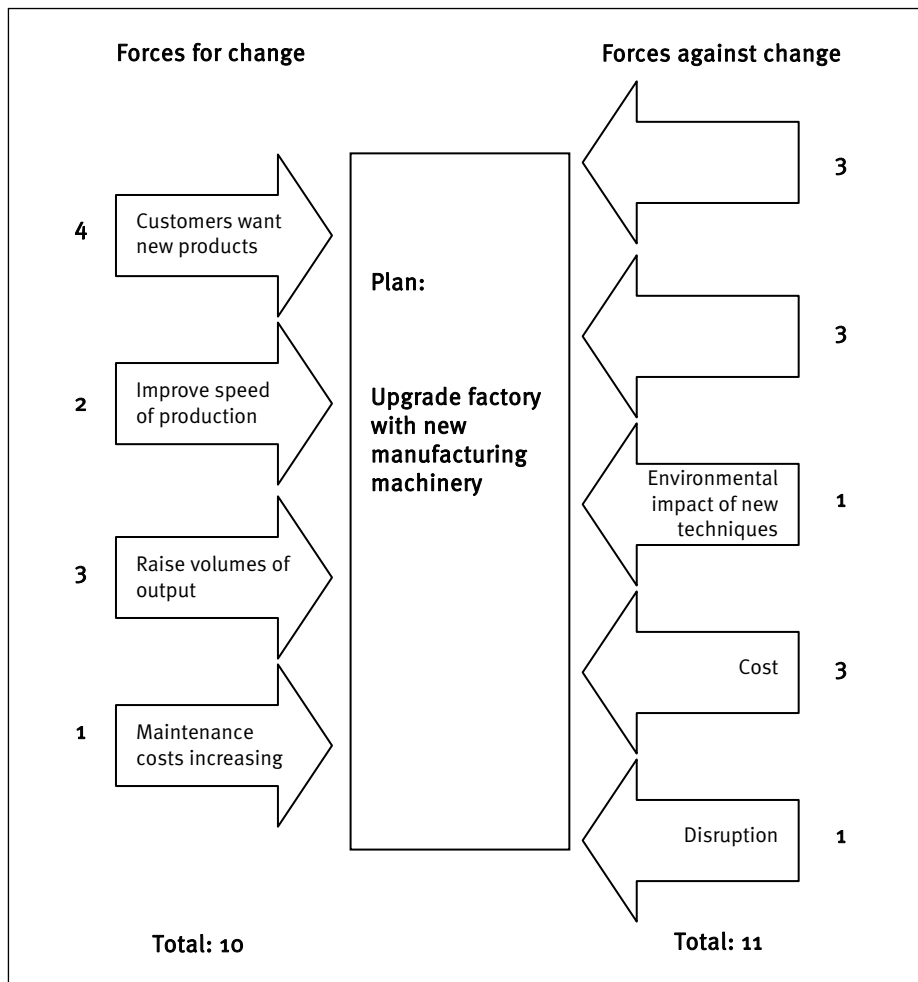 Forces for change
4
Customers want
new products
2
Improve speed
of production
3
Raise volumes of
output
1
Maintenance
costs increasing
Total: 10
Plan:
Upgrade factory
with new
manufacturing
machinery
Forces against change
3
3
Environmental
impact of new
techniques
1
Cost
3
Disruption
1
Total: 11